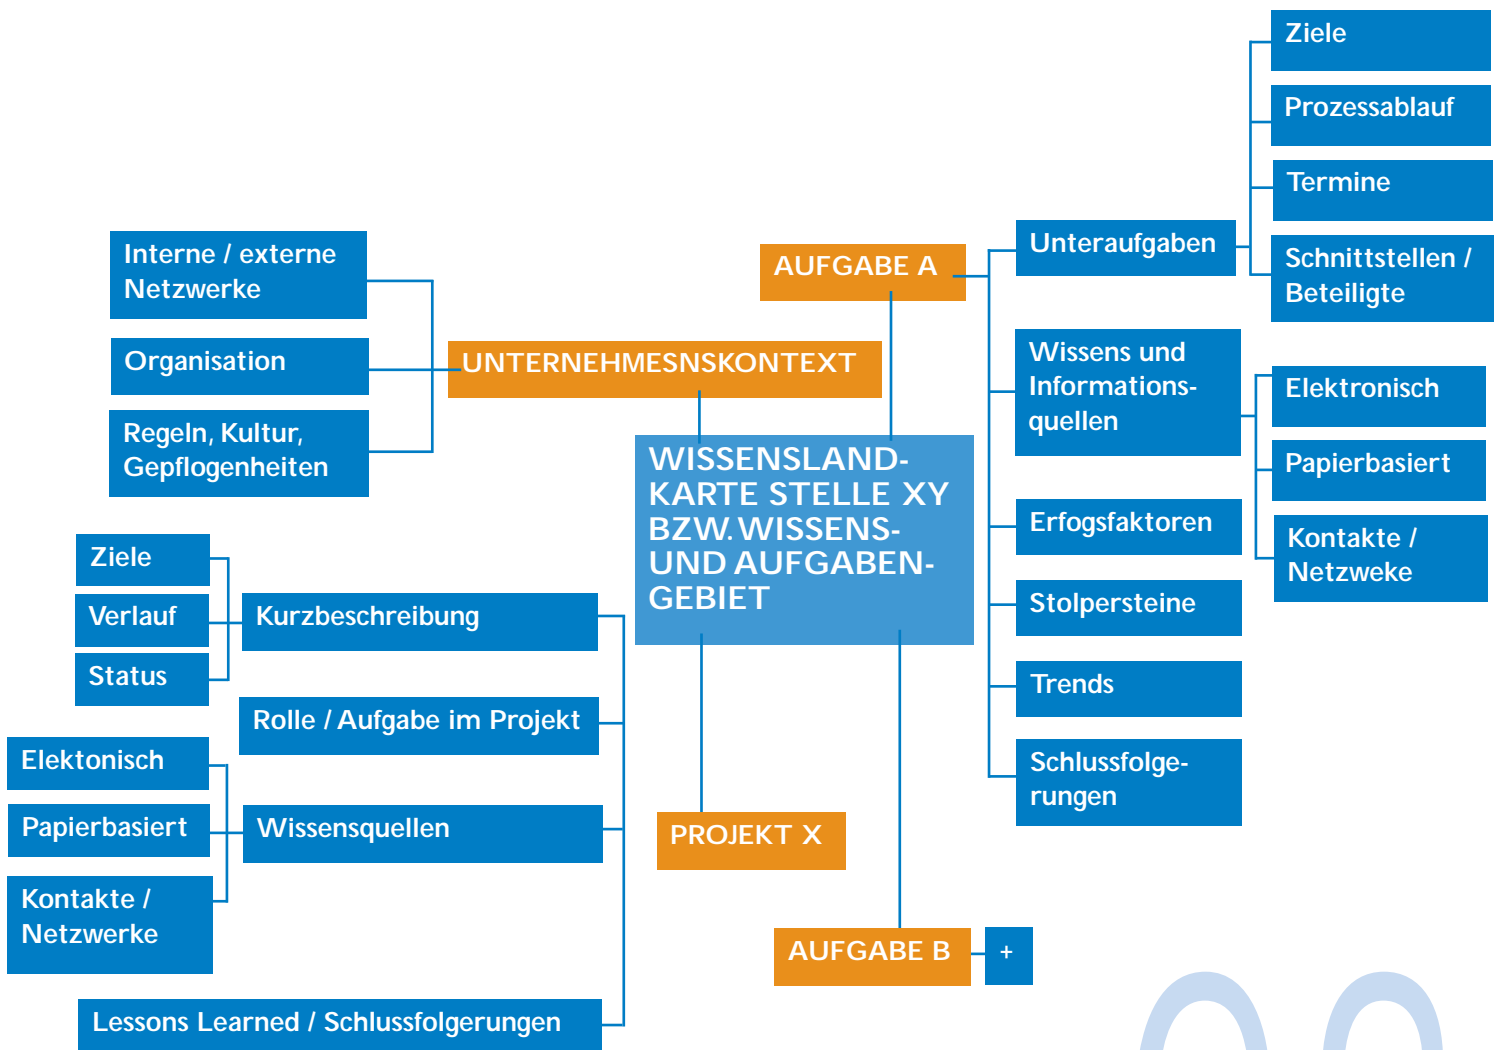 WISSENSLAND-
KARTE STELLE XY
BZW. WISSENS-
UND AUFGABEN-
GEBIET
UNTERNEHMESNSKONTEXT
Interne / externe
Netzwerke
Organisation
Regeln, Kultur,
Gepflogenheiten
AUFGABE A
Unteraufgaben
Ziele
Prozessablauf
Termine
Schnittstellen /
Beteiligte
Wissens und
Informations-
quellen
Elektronisch
Papierbasiert
Kontakte /
Netzweke
Erfogsfaktoren
Stolpersteine
Trends
Schlussfolge-
rungen
PROJEKT X
Kurzbeschreibung
Ziele
Verlauf
Status
Rolle / Aufgabe im Projekt
Wissensquellen
Elektonisch
Papierbasiert
Kontakte /
Netzwerke
Lessons Learned / Schlussfolgerungen
AUFGABE B
+